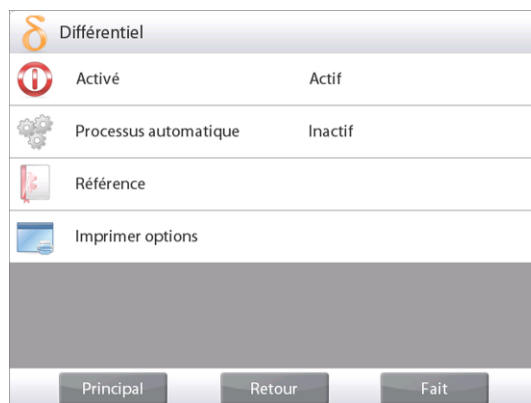 δ Différentiel
Activé Actif
Processus automatique Inactif
Référence
Imprimer options
Principal Retour Fait